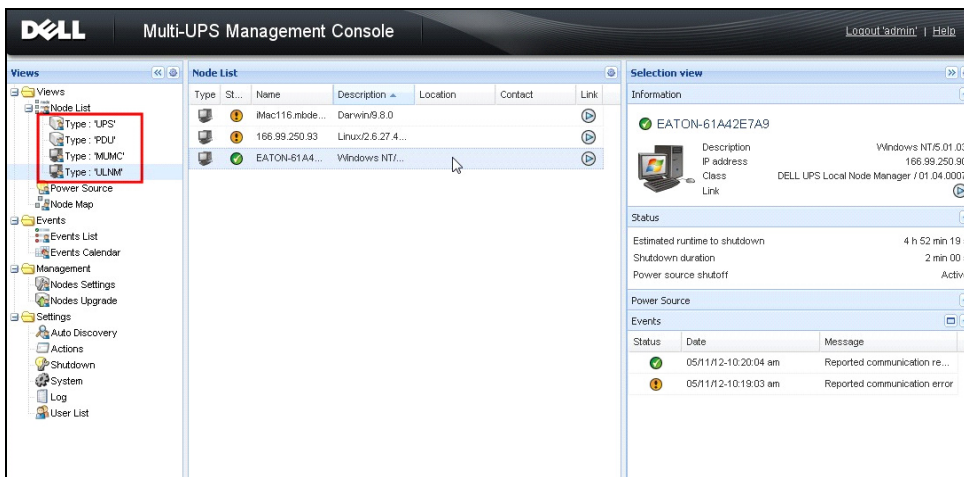 DELL
Multi-UPS Management Console
Logout 'admin' | Help
Views
Views
Node List
Type : 'UPS'
Type : 'PDU'
Type : 'MUMC'
Type : 'ULNM'
Power Source
Node Map
Events
Events List
Events Calendar
Management
Nodes Settings
Nodes Upgrade
Settings
Auto Discovery
Actions
Shutdown
System
Log
User List
Node List
Type St... Name Description Location Contact Link
iMac116.mbde... Darwin/9.8.0
166.99.250.93 Linux/2.6.27.4...
EATON-61A4... Windows NT/...
Selection view
Information
EATON-61A42E7A9
Description Windows NT/5.01.03
IP address 166.99.250.90
Class DELL UPS Local Node Manager / 01.04.0007
Link
Status
Estimated runtime to shutdown 4 h 52 min 19
Shutdown duration 2 min 00
Power source shutoff Activ
Power Source
Events
Status Date Message
05/11/12-10:20:04 am Reported communication re...
05/11/12-10:19:03 am Reported communication error